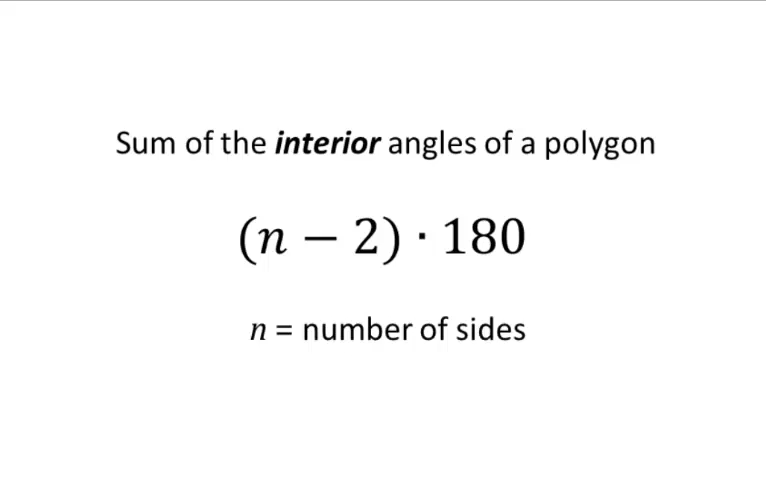 Sum of the interior angles of a polygon
(n − 2) · 180
n = number of sides